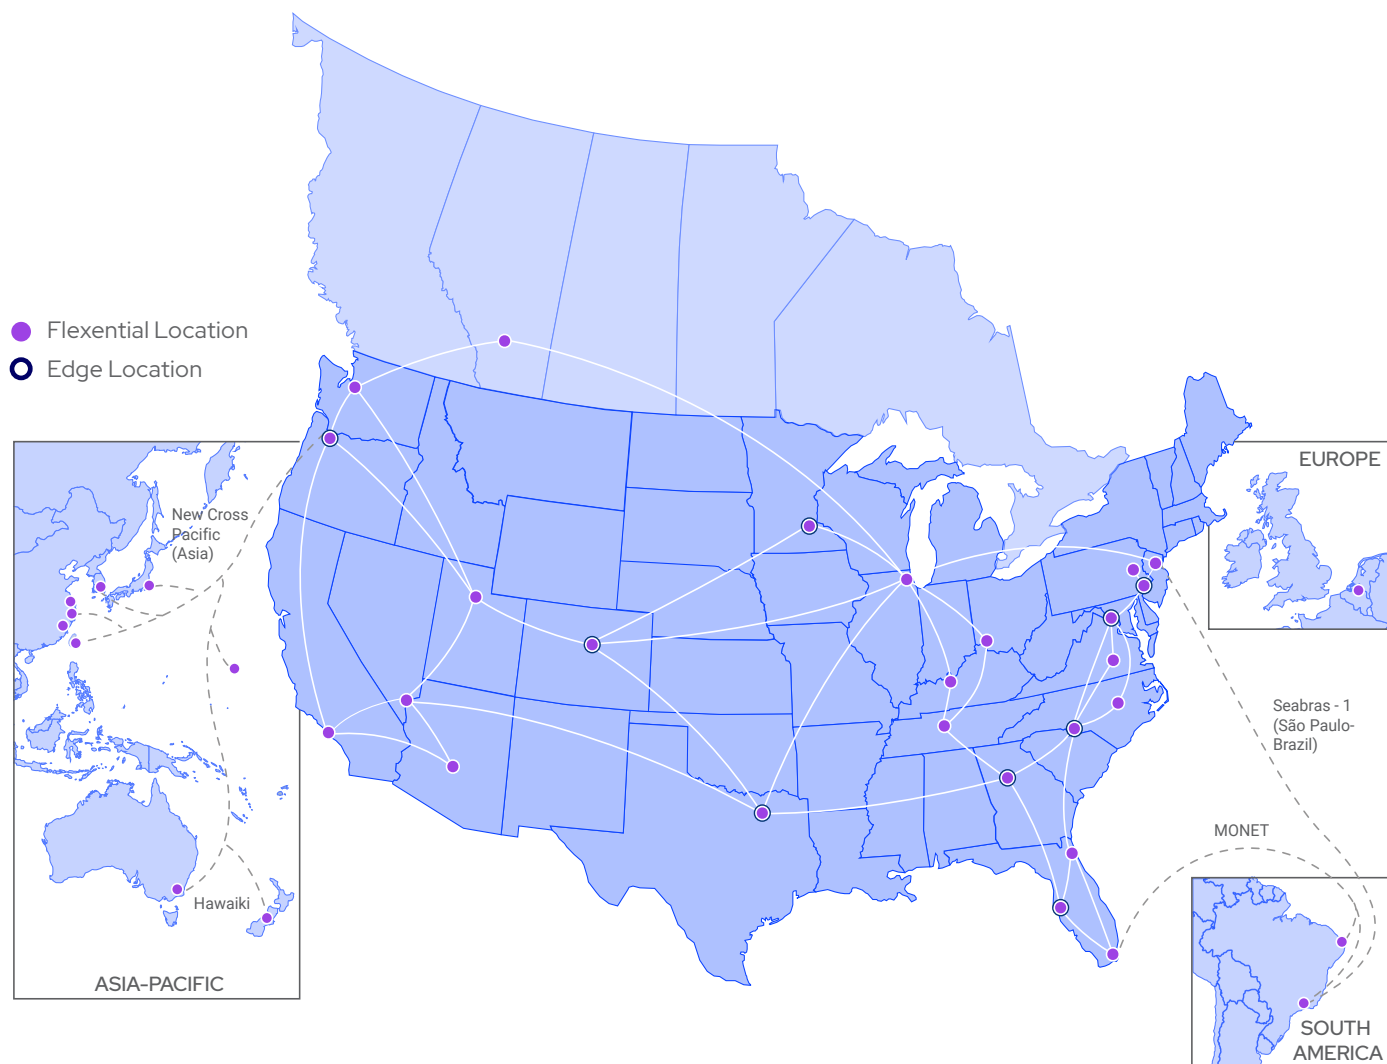 Flexential Location
Edge Location
EUROPE
New Cross
Pacific
(Asia)
Seabras - 1
(São Paulo-
Brazil)
MONET
Hawaiki
ASIA-PACIFIC
SOUTH
AMERICA